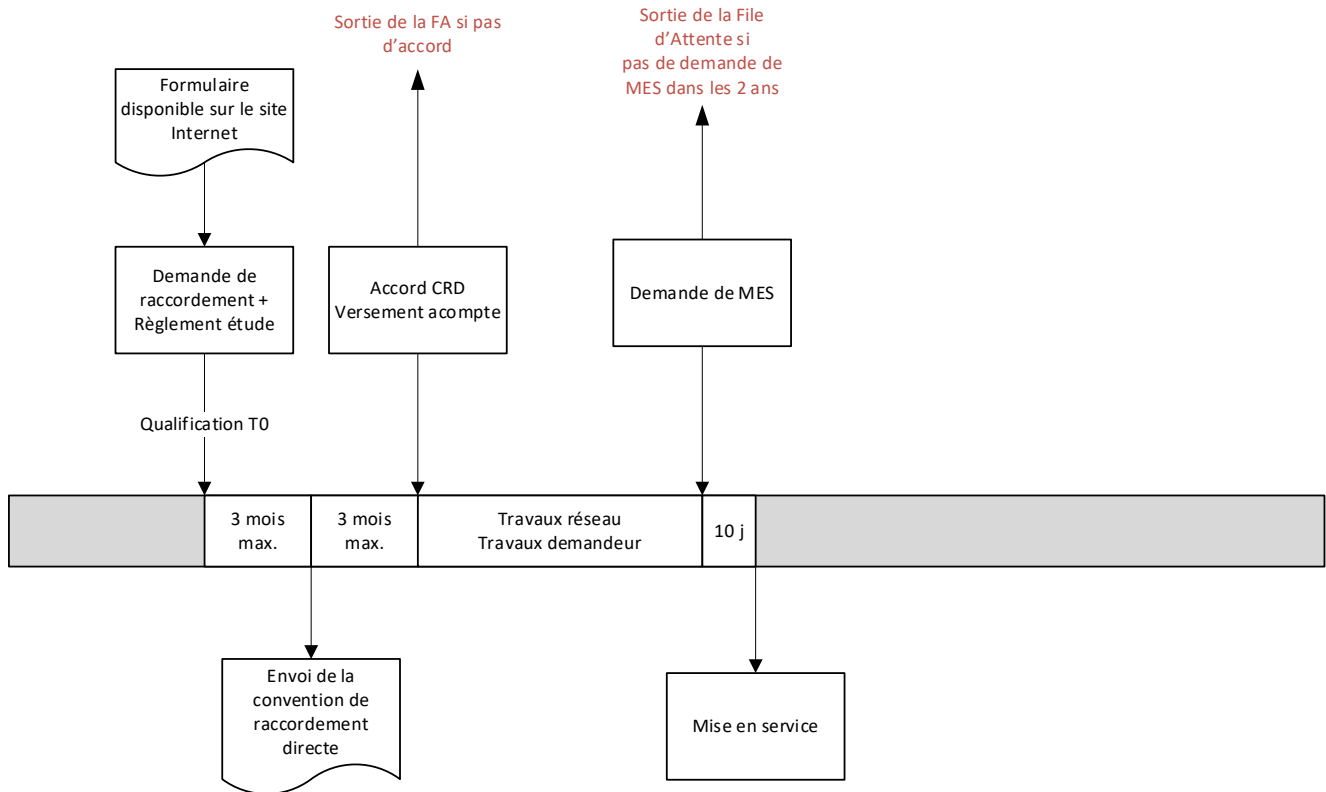 Sortie de la FA si pas
d’accord
Sortie de la File
d’Attente si
pas de demande de
MES dans les 2 ans
Formulaire
disponible sur le site
Internet
Demande de
raccordement +
Règlement étude
Accord CRD
Versement acompte
Demande de MES
Qualification T0
3 mois
max.
3 mois
max.
Travaux réseau
Travaux demandeur
10 j
Envoi de la
convention de
raccordement
directe
Mise en service